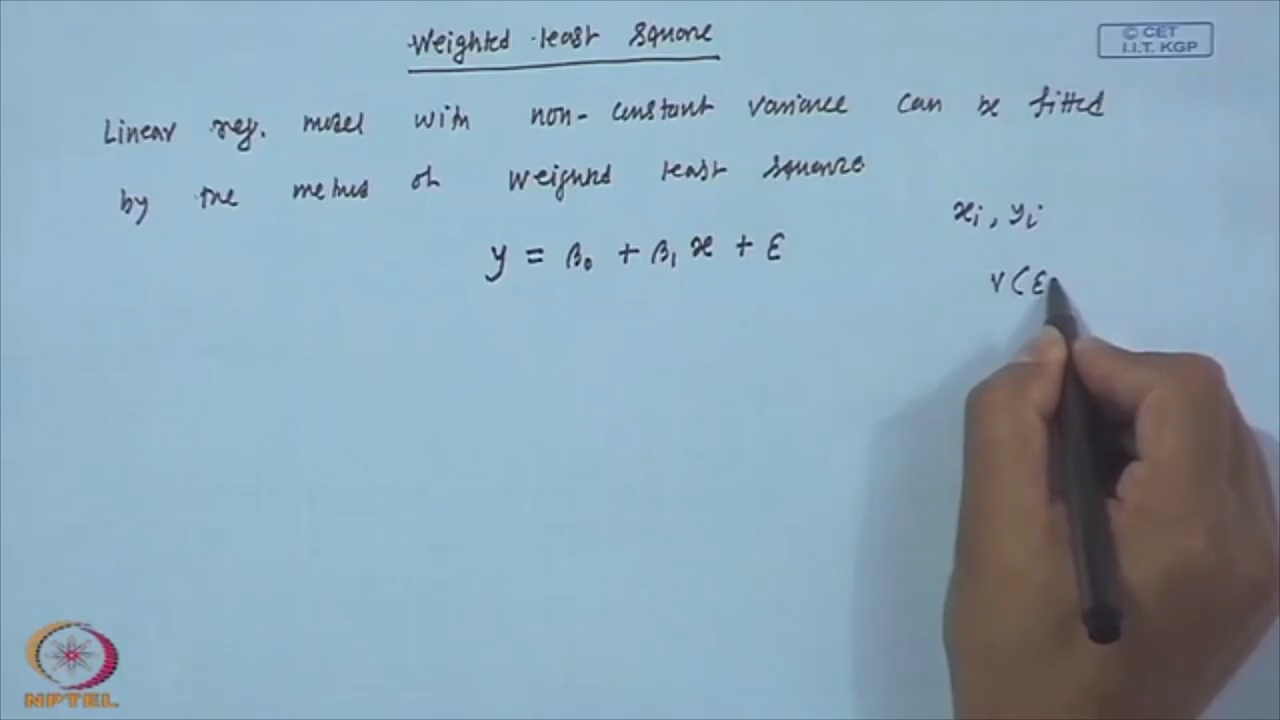 Weighted least square
© CET
I.I.T. KGP
Linear reg. model with non-constant variance can be fitted
by the method of weighted least square
xi, yi
y = β0 + β1 x + ε
V(ε
NPTEL